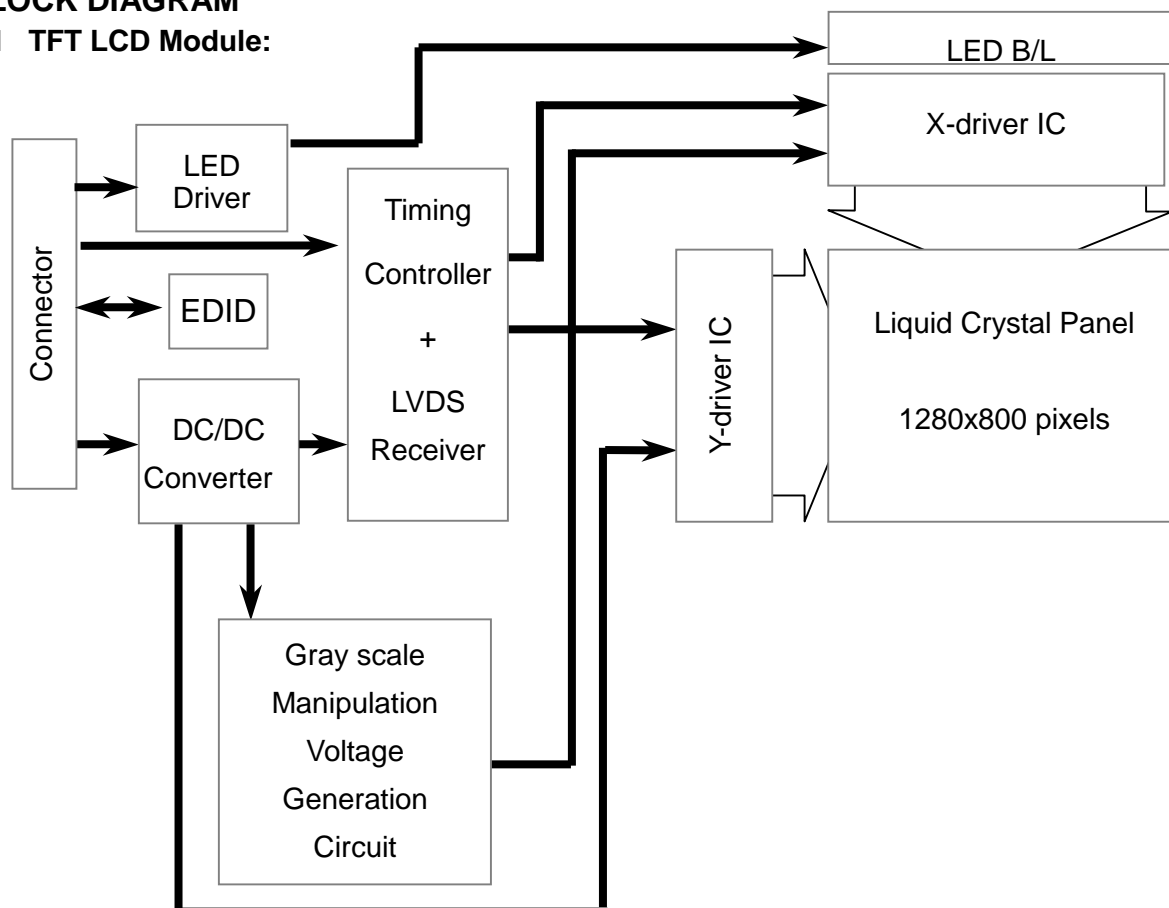 LOCK DIAGRAM
TFT LCD Module:
LED B/L
X-driver IC
LED
Driver
Timing
Controller
+
LVDS
Receiver
Connector
EDID
DC/DC
Converter
Y-driver IC
Liquid Crystal Panel
1280x800 pixels
Gray scale
Manipulation
Voltage
Generation
Circuit